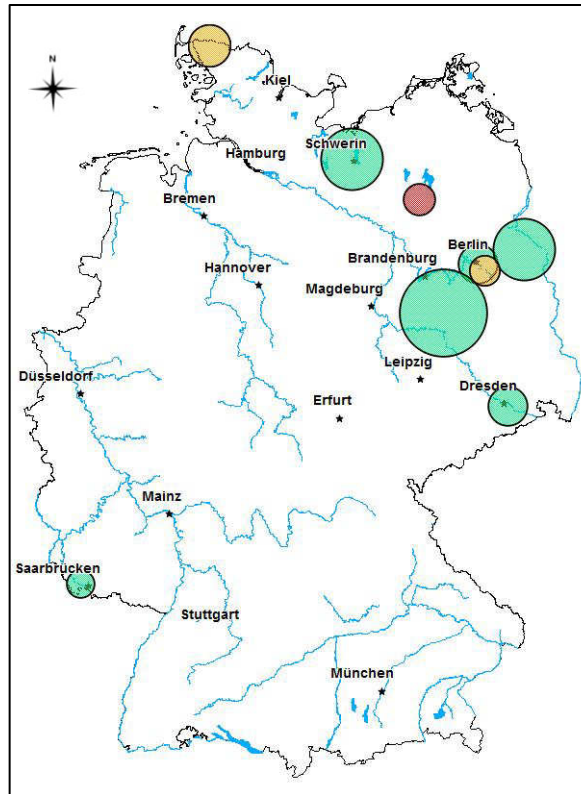 N
Kiel
Schwerin
Hamburg
Bremen
Berlin
Brandenburg
Hannover
Magdeburg
Leipzig
Düsseldorf
Dresden
Erfurt
Mainz
Saarbrücken
Stuttgart
München